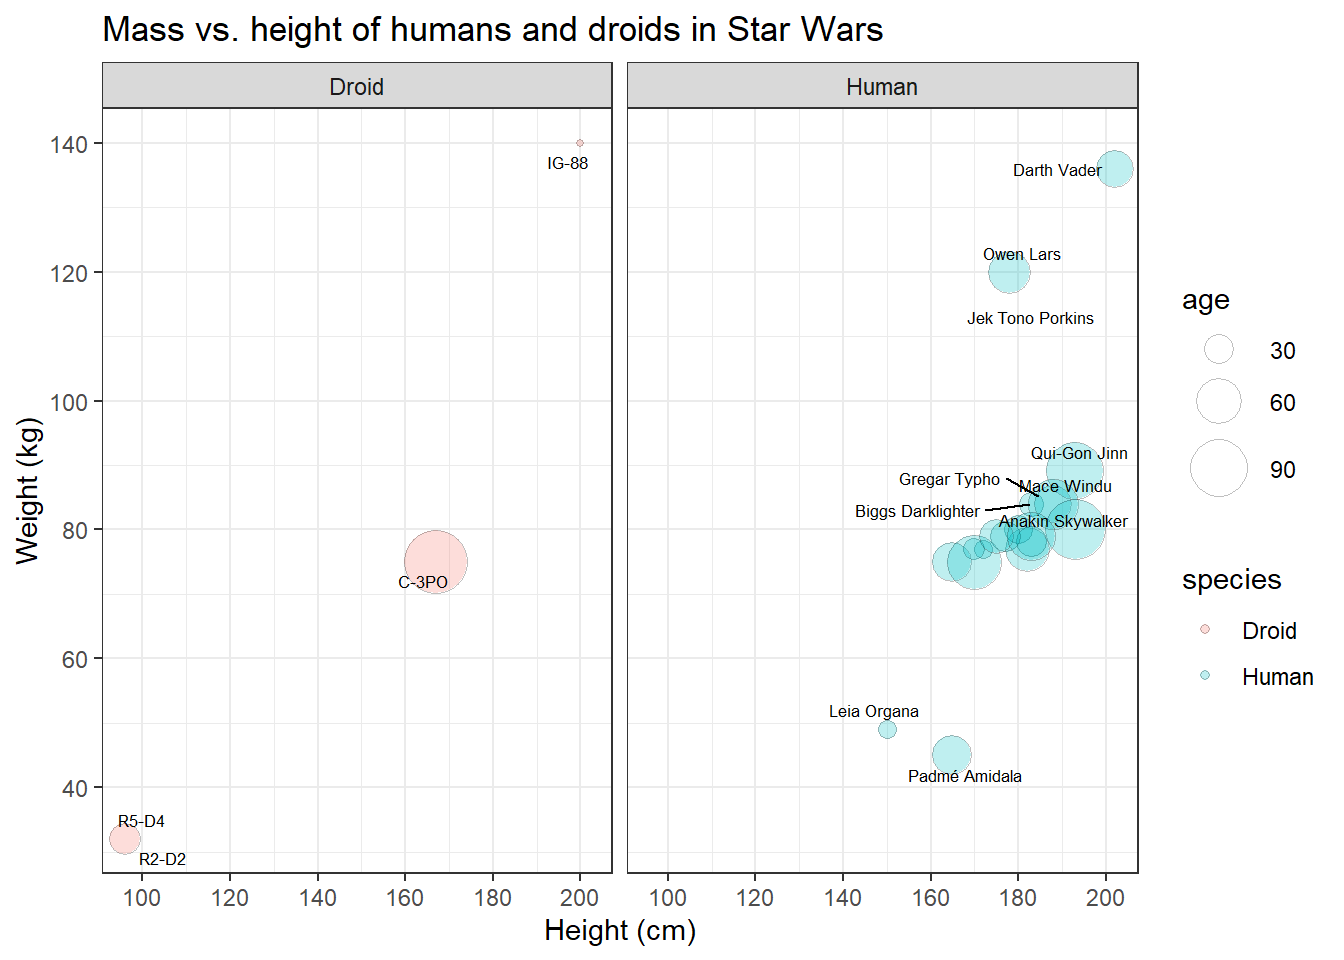 Mass vs. height of humans and droids in Star Wars
Droid
Human
140
120
100
80
60
40
Weight (kg)
IG-88
C-3PO
R5-D4
R2-D2
Darth Vader
Owen Lars
Jek Tono Porkins
Qui-Gon Jinn
Gregar Typho
Mace Windu
Biggs Darklighter
Anakin Skywalker
Leia Organa
Padmé Amidala
100 120 140 160 180 200
100 120 140 160 180 200
Height (cm)
age
30
60
90
species
Droid
Human